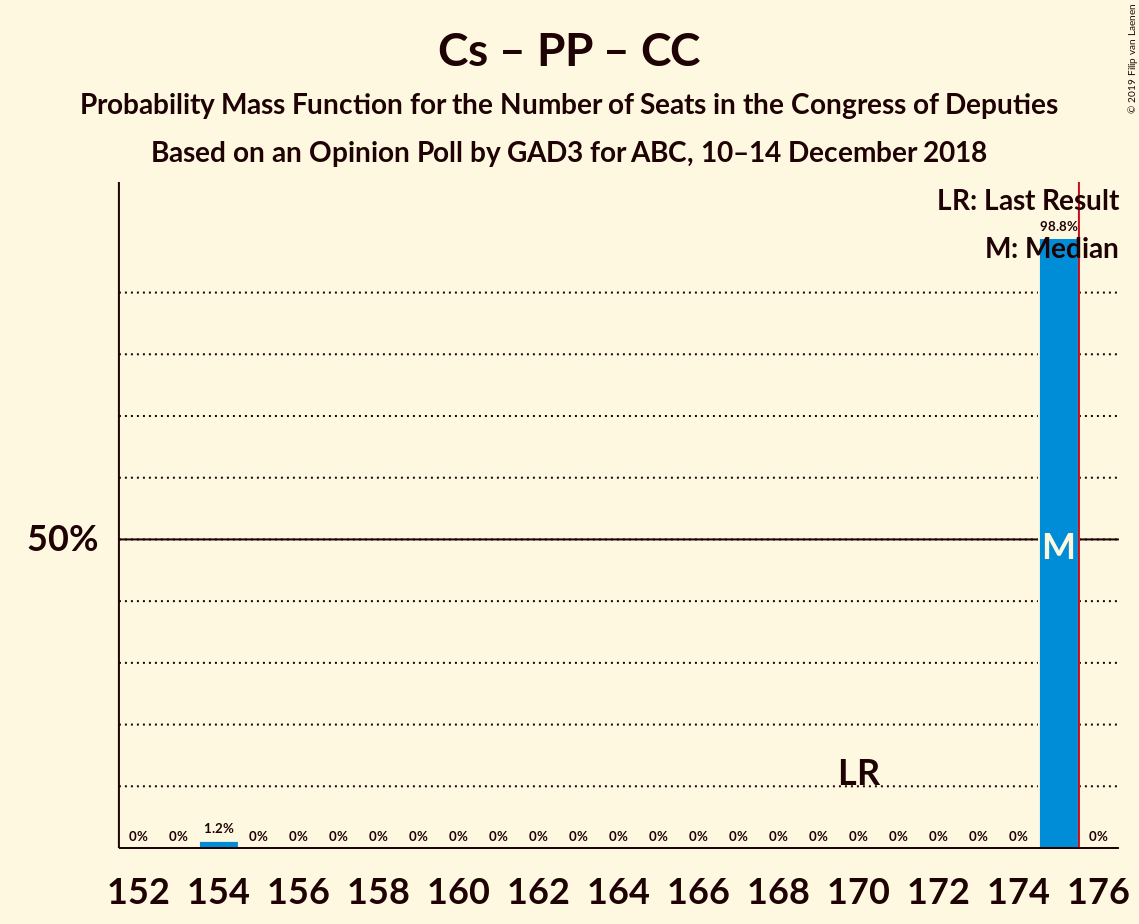 Cs – PP – CC
Probability Mass Function for the Number of Seats in the Congress of Deputies
Based on an Opinion Poll by GAD3 for ABC, 10–14 December 2018
© 2019 Filip van Laenen
LR: Last Result
98.8%
M: Median
50%
M
LR
0% 0% 1.2% 0% 0% 0% 0% 0% 0% 0% 0% 0% 0% 0% 0% 0% 0% 0% 0% 0% 0% 0% 0% 0%
152 154 156 158 160 162 164 166 168 170 172 174 176